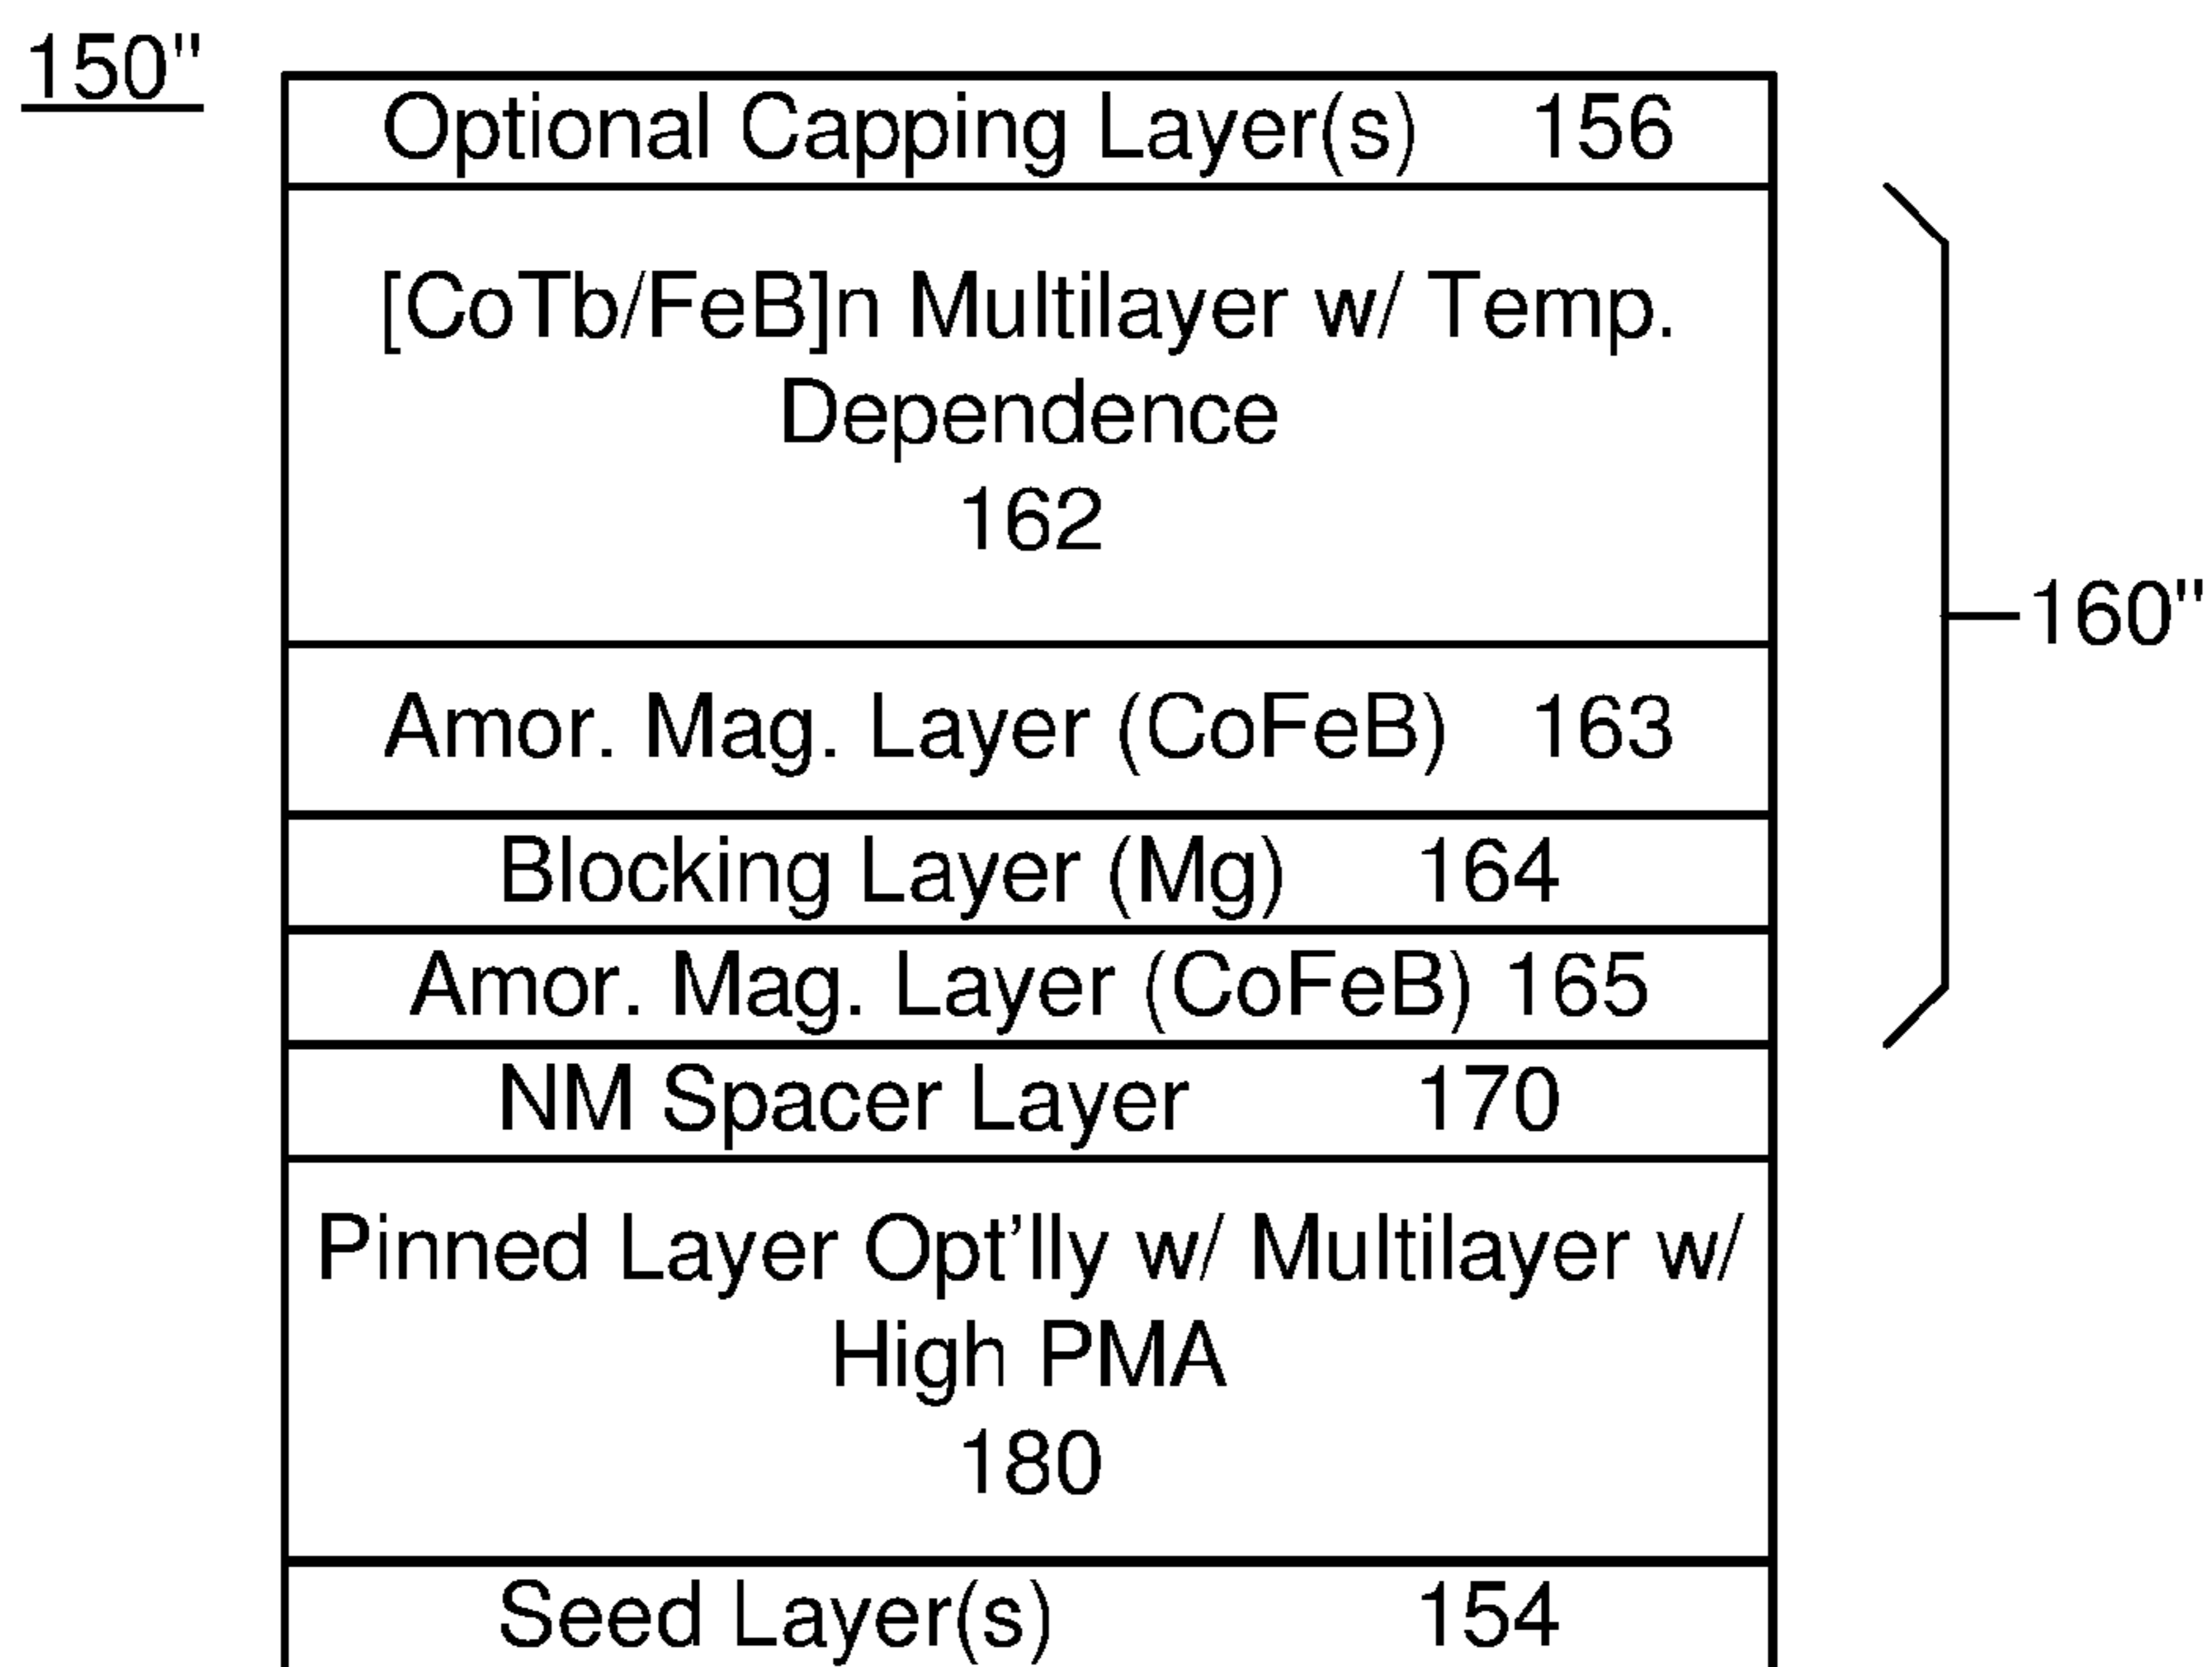 150"
Optional Capping Layer(s) 156
[CoTb/FeB]n Multilayer w/ Temp.
Dependence
162
160"
Amor. Mag. Layer (CoFeB) 163
Blocking Layer (Mg) 164
Amor. Mag. Layer (CoFeB) 165
NM Spacer Layer 170
Pinned Layer Opt’lly w/ Multilayer w/
High PMA
180
Seed Layer(s) 154